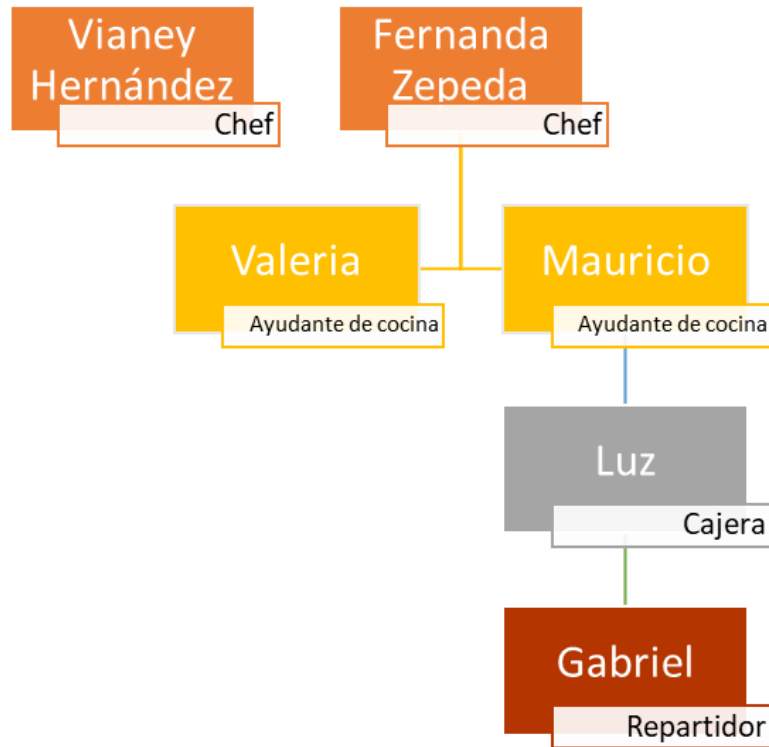 Vianey
Hernández
Chef
Fernanda
Zepeda
Chef
Valeria
Ayudante de cocina
Mauricio
Ayudante de cocina
Luz
Cajera
Gabriel
Repartidor